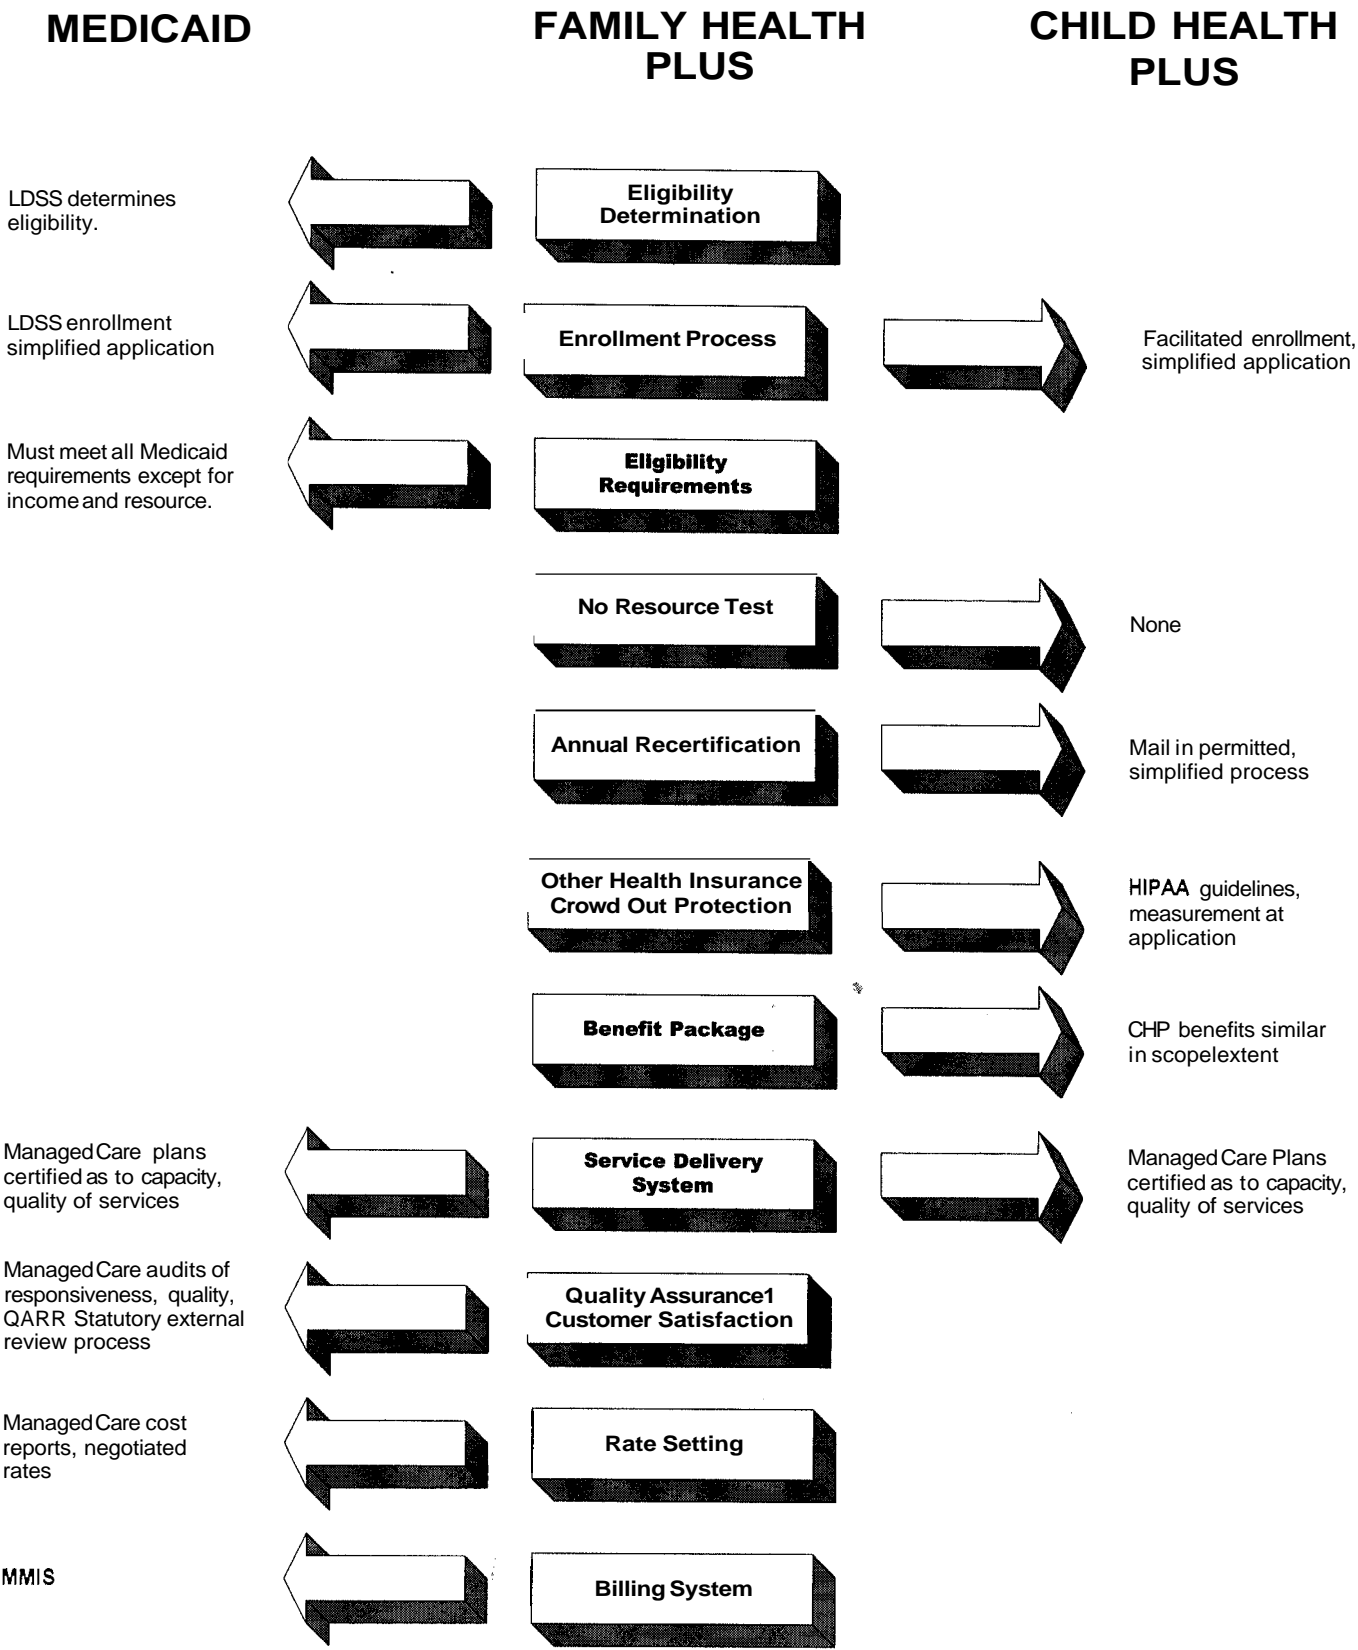 MEDICAID
FAMILY HEALTH
PLUS
CHILD HEALTH
PLUS
LDSS determines
eligibility.
Eligibility
Determination
LDSS enrollment
simplified application
Enrollment Process
Facilitated enrollment,
simplified application
Must meet all Medicaid
requirements except for
income and resource.
Eligibility
Requirements
No Resource Test
None
Annual Recertification
Mail in permitted,
simplified process
Other Health Insurance
Crowd Out Protection
HIPAA guidelines,
measurement at
application
Benefit Package
CHP benefits similar
in scopelextent
Managed Care plans
certified as to capacity,
quality of services
Service Delivery
System
Managed Care Plans
certified as to capacity,
quality of services
Managed Care audits of
responsiveness, quality,
QARR Statutory external
review process
Quality Assurance1
Customer Satisfaction
Managed Care cost
reports, negotiated
rates
Rate Setting
MMIS
Billing System